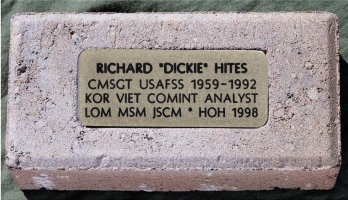 RICHARD "DICKIE" HITES
CMSGT USAFSS 1959-1992
KOR VIET COMINT ANALYST
LOM MSM JSCM * HOH 1998